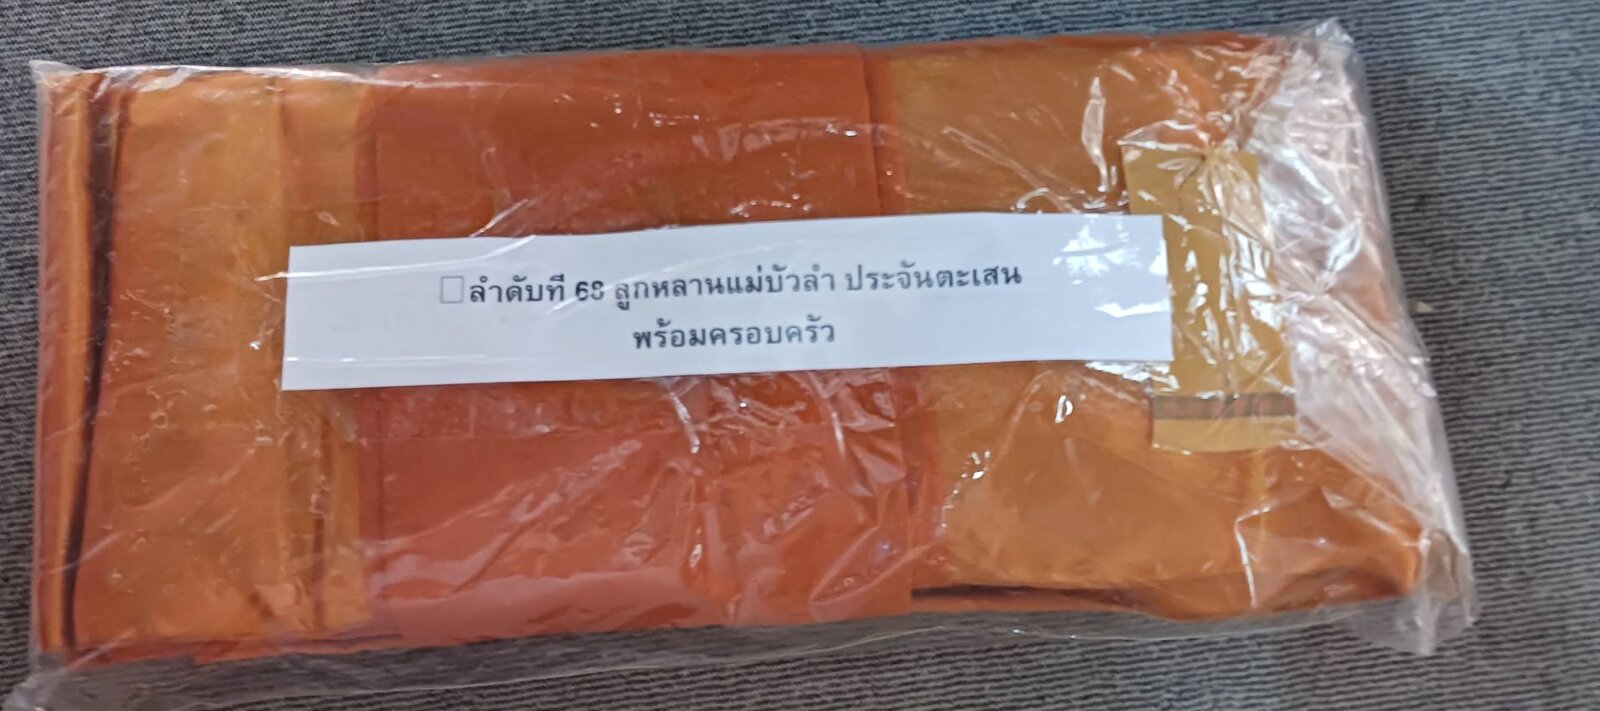 □ลำดับที่ 68 ลูกหลานแม่บัวลำ ประจันตะเสน
พร้อมครอบครัว